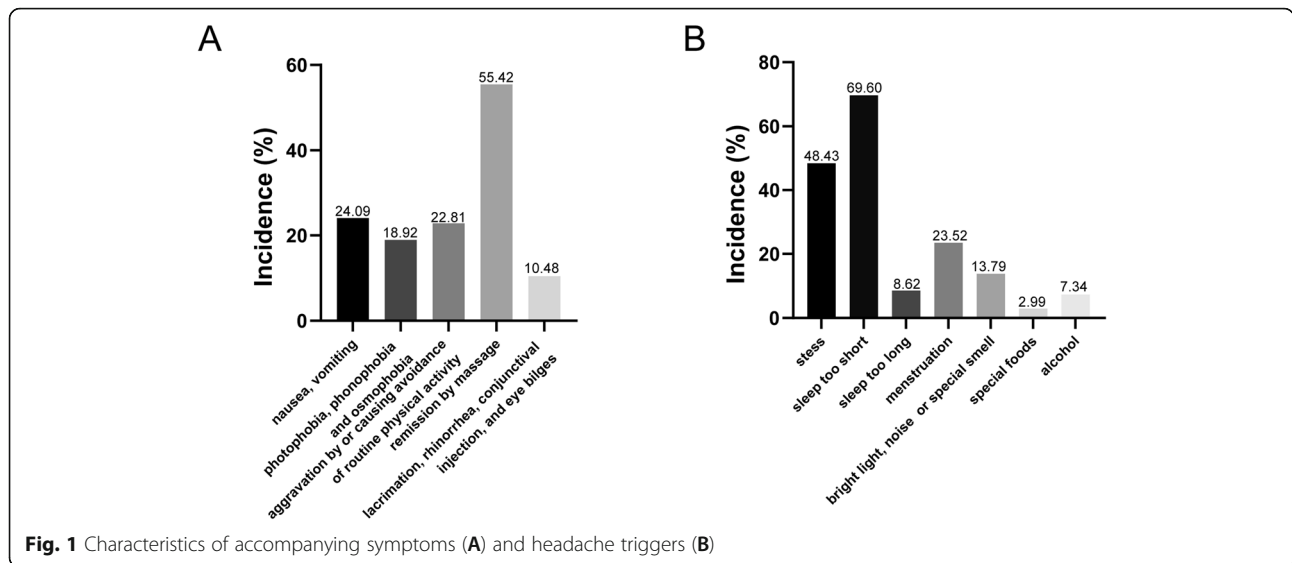 A
Incidence (%)
60
40
20
0
24.09
18.92
22.81
55.42
10.48
nausea, vomiting
photophobia, phonophobia
and osmophobia
aggravation by or causing avoidance
of routine physical activity
remission by massage
lacrimation, rhinorrhea, conjunctival
injection, and eye bilges
B
Incidence (%)
80
60
40
20
0
48.43
69.60
8.62
23.52
13.79
2.99
7.34
stess
sleep too short
sleep too long
menstruation
bright light, noise or special smell
special foods
alcohol
Fig. 1 Characteristics of accompanying symptoms (A) and headache triggers (B)